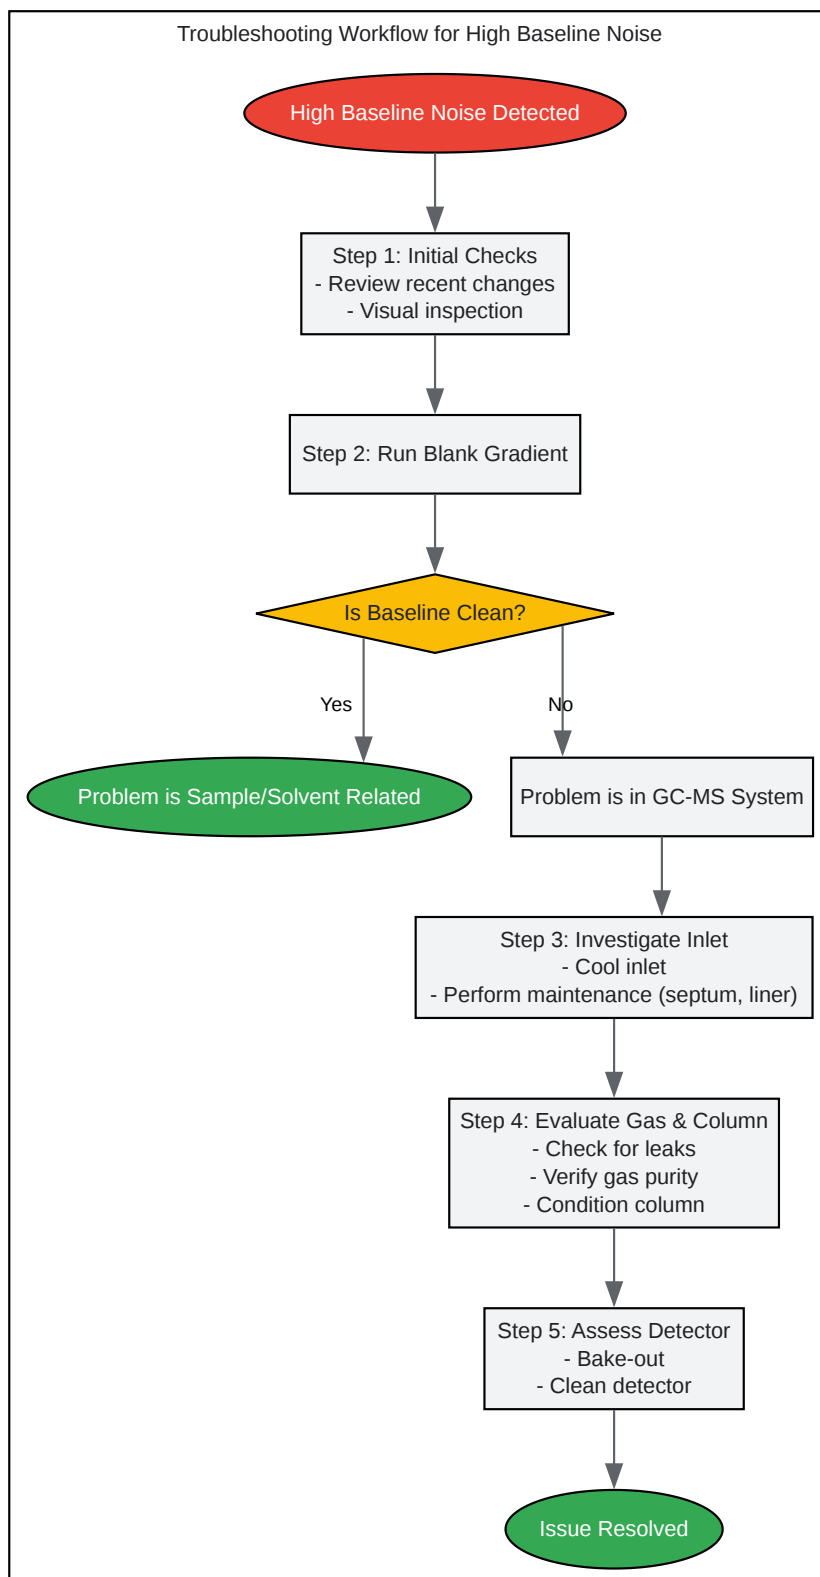 Troubleshooting Workflow for High Baseline Noise
High Baseline Noise Detected
Step 1: Initial Checks
- Review recent changes
- Visual inspection
Step 2: Run Blank Gradient
Is Baseline Clean?
Yes
No
Problem is Sample/Solvent Related
Problem is in GC-MS System
Step 3: Investigate Inlet
- Cool inlet
- Perform maintenance (septum, liner)
Step 4: Evaluate Gas & Column
- Check for leaks
- Verify gas purity
- Condition column
Step 5: Assess Detector
- Bake-out
- Clean detector
Issue Resolved